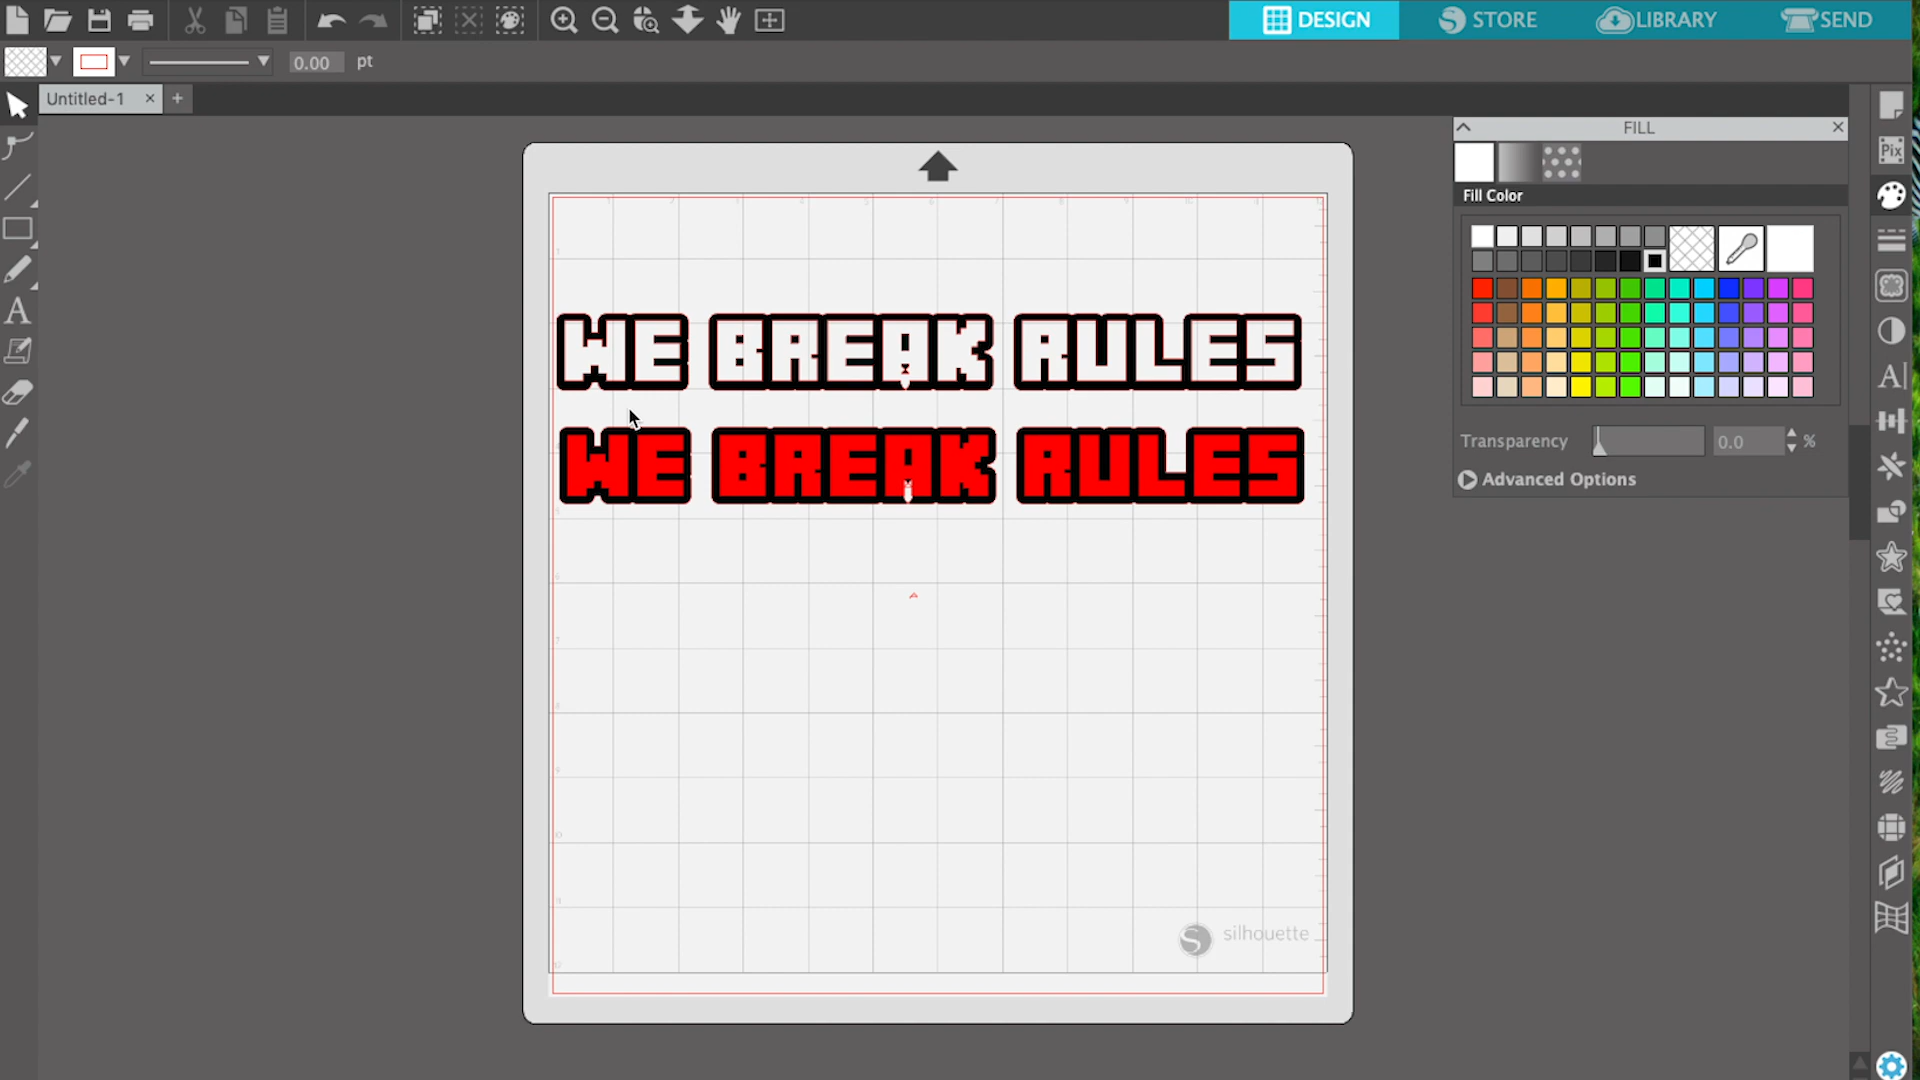 DESIGN
STORE
LIBRARY
SEND
0.00 pt
Untitled-1
FILL
Pix
Fill Color
WE BREAK RULES
WE BREAK RULES
Transparency 0.0 %
Advanced Options
silhouette